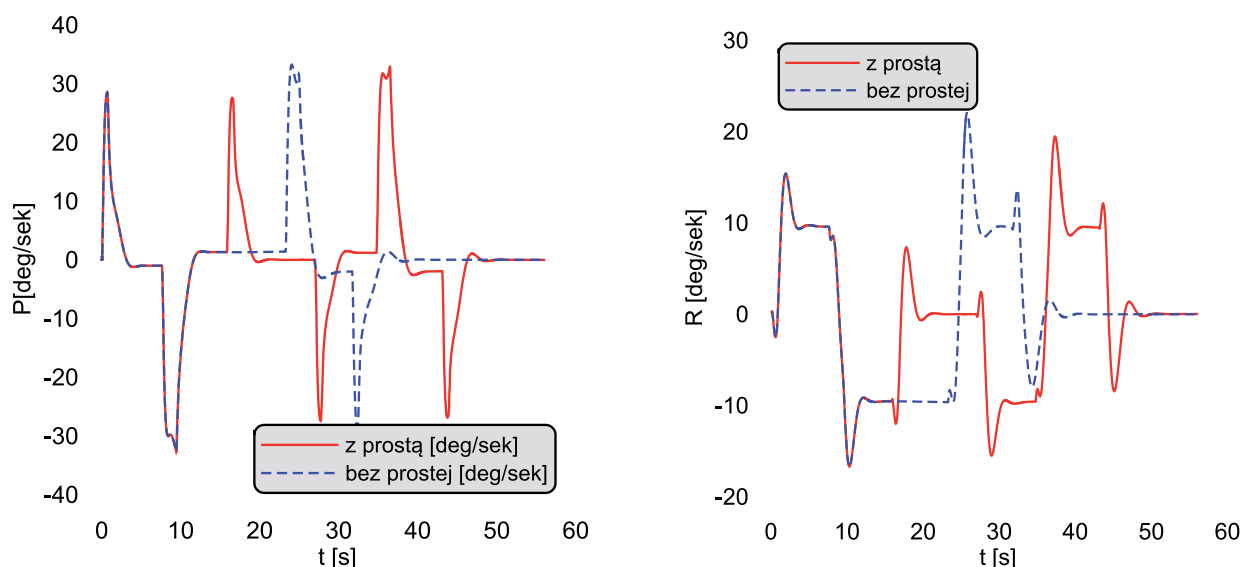 40
30
20
10
0
-10
-20
-30
-40
P[deg/sek]
z prostą [deg/sek]
bez prostej [deg/sek]
0 10 20 30 40 50 60
t [s]
30
20
10
0
-10
-20
R [deg/sek]
z prostą
bez prostej
0 10 20 30 40 50 60
t [s]